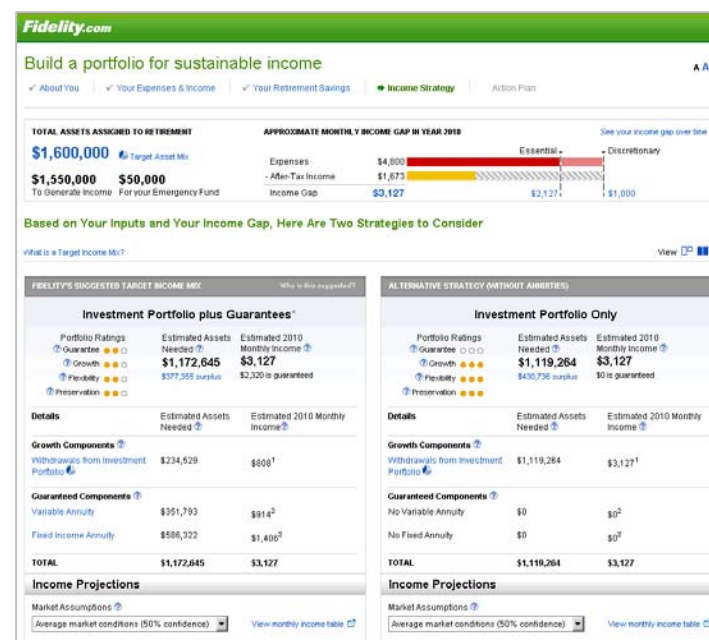 Fidelity.com
Build a portfolio for sustainable income
A A
✓ About You ✓ Your Expenses & Income ✓ Your Retirement Savings Income Strategy Action Plan
TOTAL ASSETS ASSIGNED TO RETIREMENT
$1,600,000 Target Asset Mix
$1,550,000 $50,000
To Generate Income For your Emergency Fund
APPROXIMATE MONTHLY INCOME GAP IN YEAR 2010
See your income gap over time
Essential Discretionary
Expenses $4,800
- After-Tax Income $1,673
Income Gap $3,127 $2,127 $1,000
Based on Your Inputs and Your Income Gap, Here Are Two Strategies to Consider
What is a Target Income Mix? View
FIDELITY'S SUGGESTED TARGET INCOME MIX Why is this suggested?
Investment Portfolio plus Guarantees
Portfolio Ratings
Guarantee
Growth
Flexibility
Preservation
Estimated Assets Needed
$1,172,645
$377,355 surplus
Estimated 2010 Monthly Income
$3,127
$2,320 is guaranteed
Details Estimated Assets Needed Estimated 2010 Monthly Income
Growth Components
Withdrawals from Investment Portfolio $234,529 $808¹
Guaranteed Components
Variable Annuity $351,793 $914²
Fixed Income Annuity $586,322 $1,406²
TOTAL $1,172,645 $3,127
Income Projections
Market Assumptions
Average market conditions (50% confidence) View monthly income table
ALTERNATIVE STRATEGY (WITHOUT ANNUITIES)
Investment Portfolio Only
Portfolio Ratings
Guarantee
Growth
Flexibility
Preservation
Estimated Assets Needed
$1,119,264
$430,736 surplus
Estimated 2010 Monthly Income
$3,127
$0 is guaranteed
Details Estimated Assets Needed Estimated 2010 Monthly Income
Growth Components
Withdrawals from Investment Portfolio $1,119,264 $3,127¹
Guaranteed Components
No Variable Annuity $0 $0²
No Fixed Annuity $0 $0²
TOTAL $1,119,264 $3,127
Income Projections
Market Assumptions
Average market conditions (50% confidence) View monthly income table